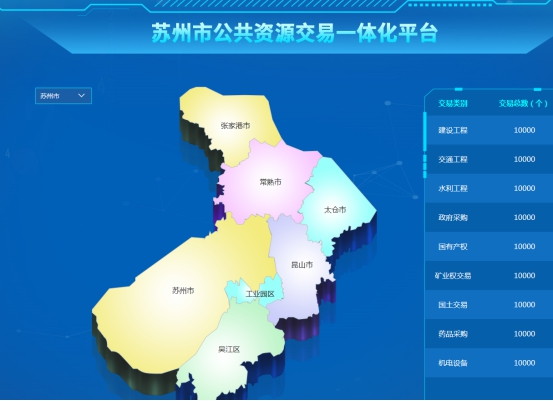 苏州市公共资源交易一体化平台
苏州市
张家港市
常熟市
太仓市
昆山市
苏州市
工业园区
吴江区
交易类别 交易总数（个）
建设工程 10000
交通工程 10000
水利工程 10000
政府采购 10000
国有产权 10000
矿业权交易 10000
国土交易 10000
药品采购 10000
机电设备 10000